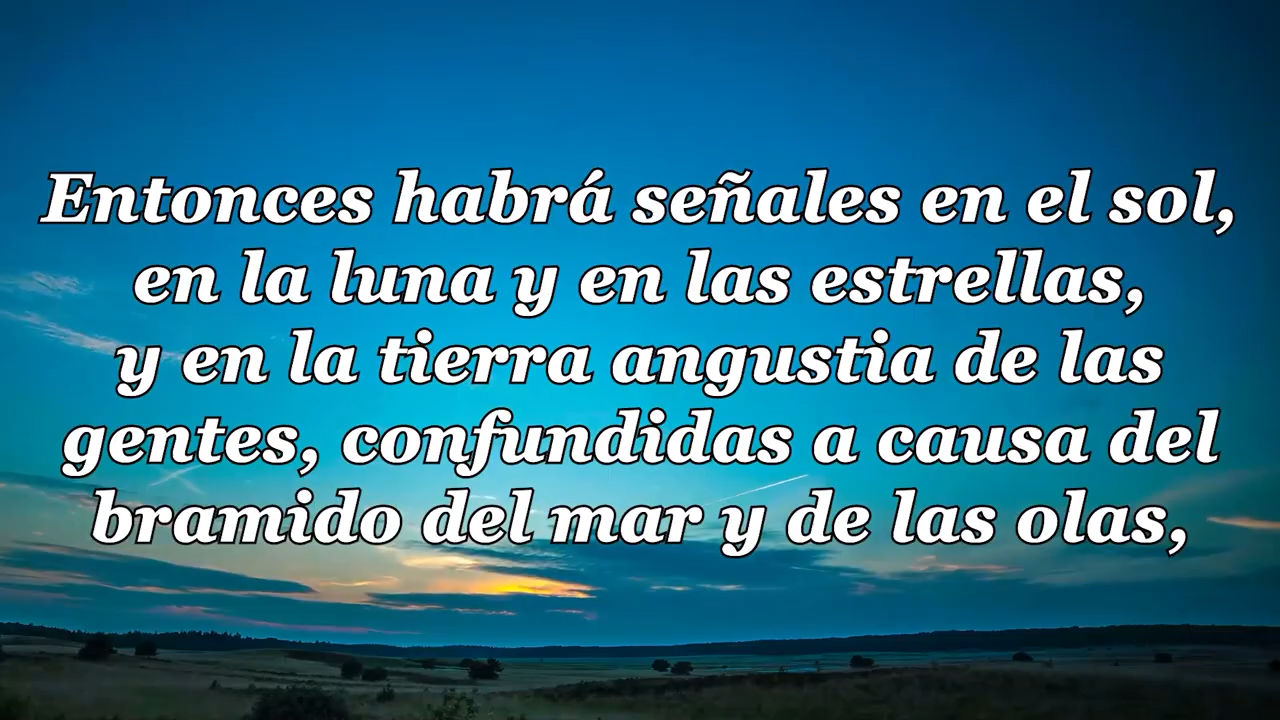 Entonces habrá señales en el sol,
en la luna y en las estrellas,
y en la tierra angustia de las
gentes, confundidas a causa del
bramido del mar y de las olas,